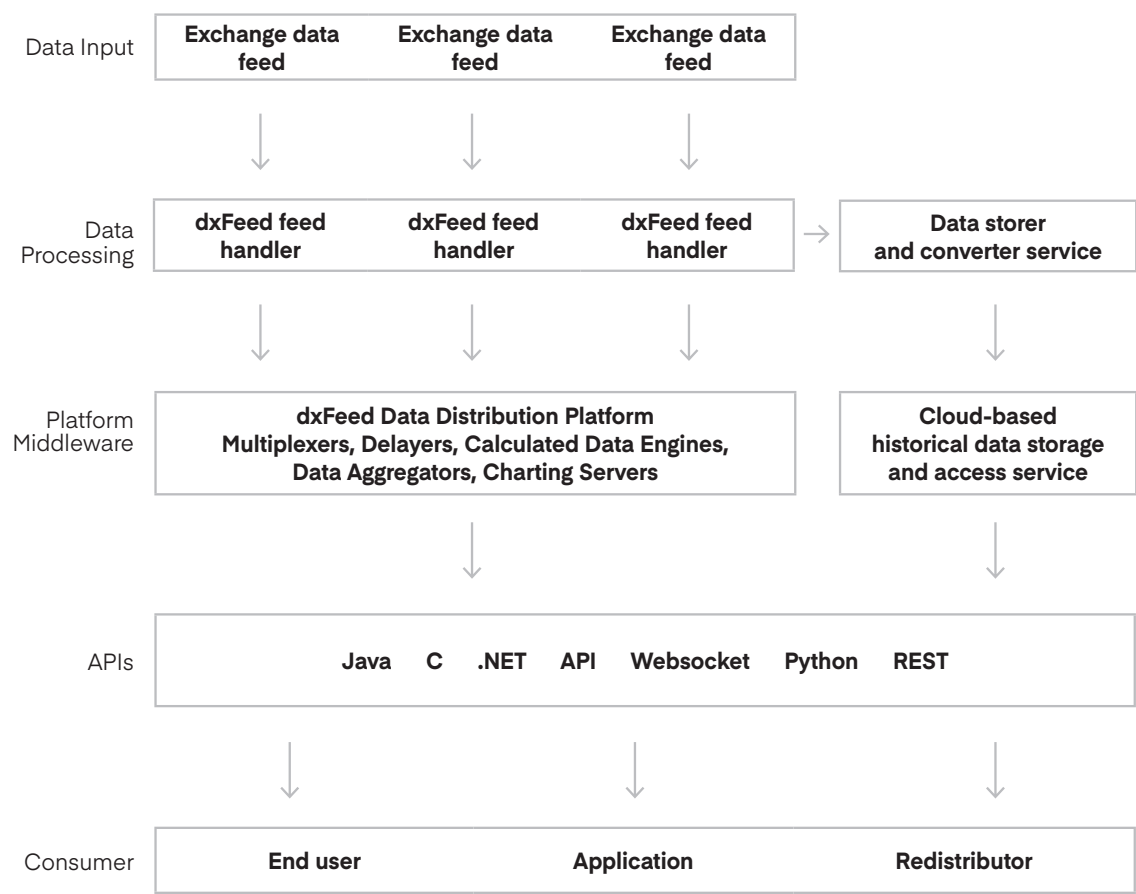 Data Input
Exchange data
feed
Exchange data
feed
Exchange data
feed
Data
Processing
dxFeed feed
handler
dxFeed feed
handler
dxFeed feed
handler
Data storer
and converter service
Platform
Middleware
dxFeed Data Distribution Platform
Multiplexers, Delayers, Calculated Data Engines,
Data Aggregators, Charting Servers
Cloud-based
historical data storage
and access service
APIs
Java C .NET API Websocket Python REST
Consumer
End user
Application
Redistributor